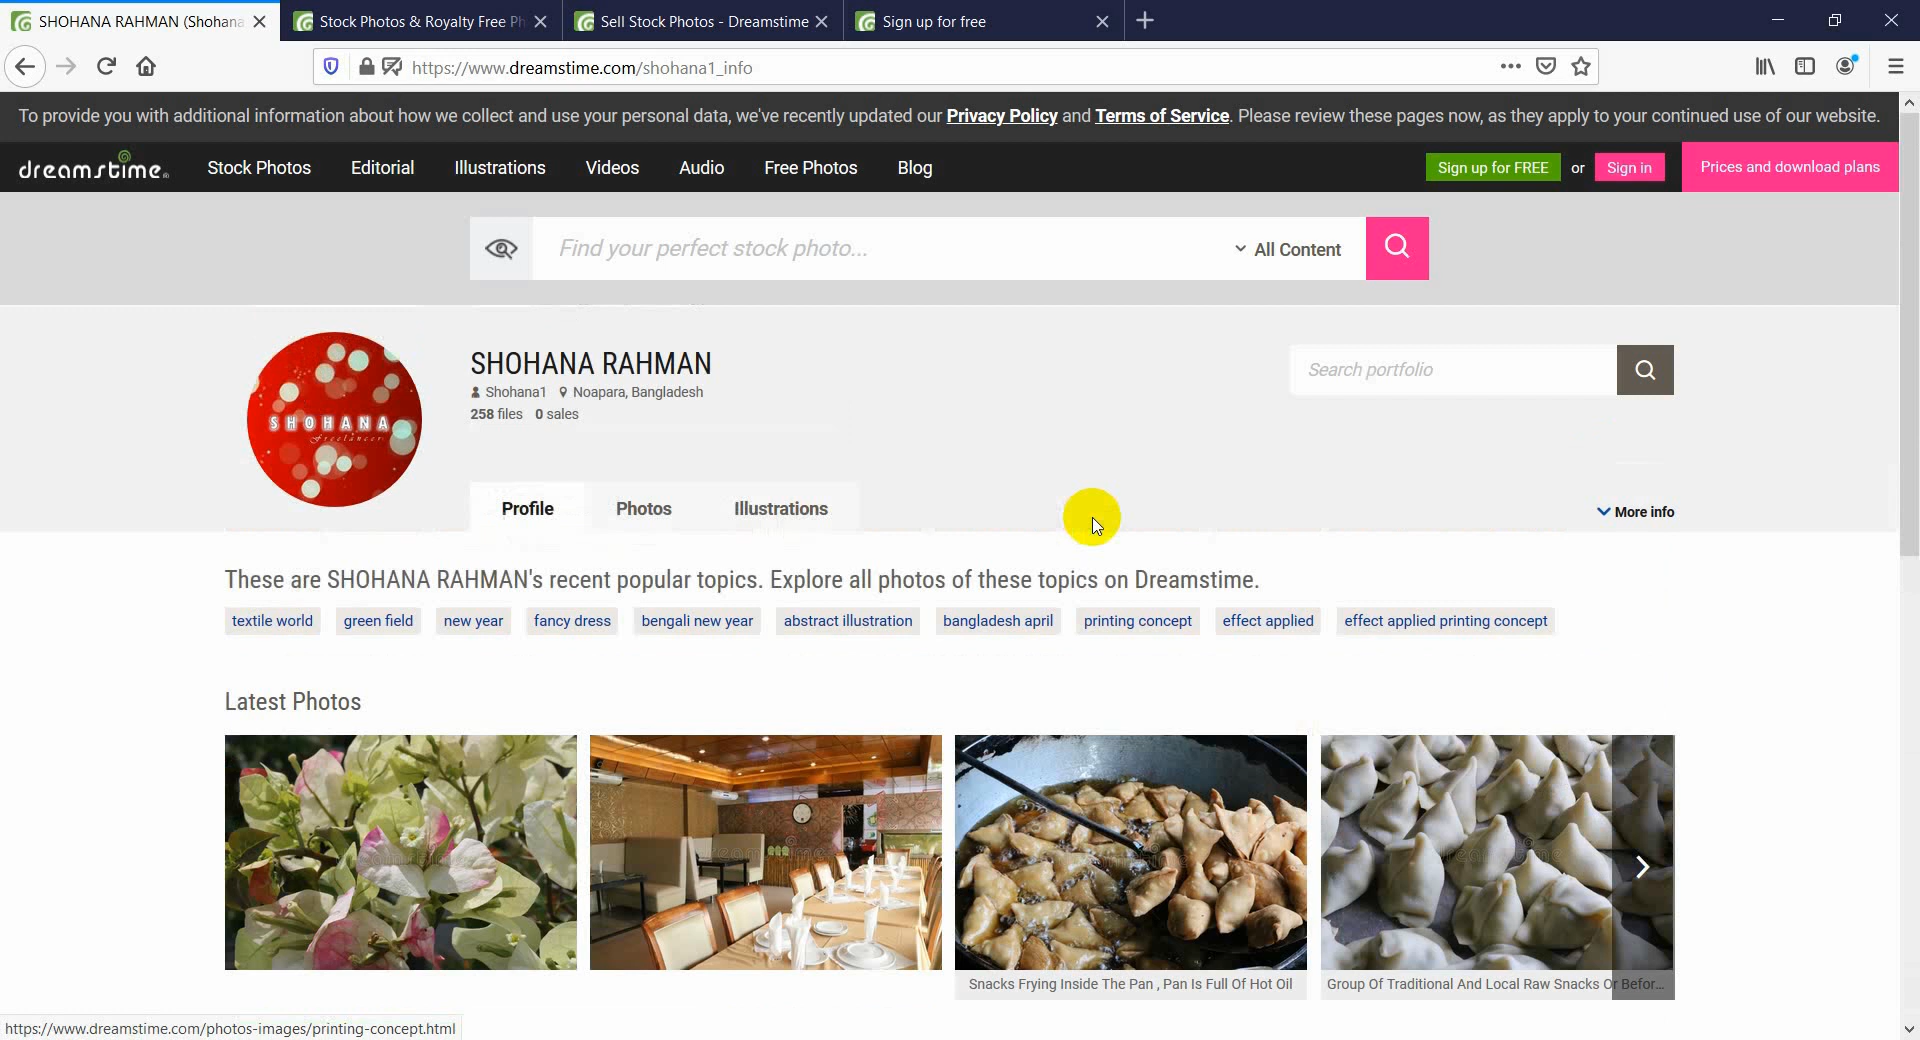 SHOHANA RAHMAN (Shohana
Stock Photos & Royalty Free Ph
Sell Stock Photos - Dreamstime
Sign up for free
https://www.dreamstime.com/shohana1_info
To provide you with additional information about how we collect and use your personal data, we've recently updated our Privacy Policy and Terms of Service. Please review these pages now, as they apply to your continued use of our website.
dreamstime
Stock Photos
Editorial
Illustrations
Videos
Audio
Free Photos
Blog
Sign up for FREE or Sign in
Prices and download plans
Find your perfect stock photo...
All Content
SHOHANA
Freelancer
SHOHANA RAHMAN
Shohana1 Noapara, Bangladesh
258 files 0 sales
Search portfolio
Profile
Photos
Illustrations
More info
These are SHOHANA RAHMAN's recent popular topics. Explore all photos of these topics on Dreamstime.
textile world
green field
new year
fancy dress
bengali new year
abstract illustration
bangladesh april
printing concept
effect applied
effect applied printing concept
Latest Photos
Snacks Frying Inside The Pan , Pan Is Full Of Hot Oil
Group Of Traditional And Local Raw Snacks Or Befor...
https://www.dreamstime.com/photos-images/printing-concept.html